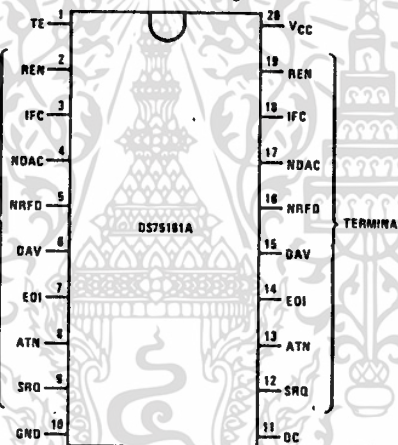 TE 1 20 VCC
REN 2 19 REN
IFC 3 18 IFC
NDAC 4 17 NDAC
NRFD 5 16 NRFD
TERMINA
DS75161A
DAV 6 15 DAV
EOI 7 14 EOI
ATN 8 13 ATN
SRQ 9 12 SRQ
GND 10 11 DC